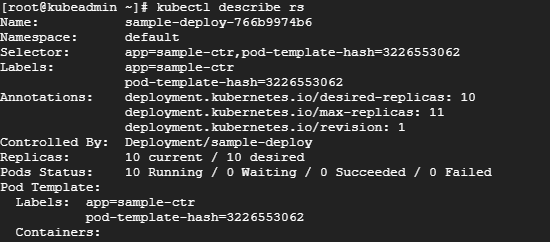 [root@kubeadmin ~]# kubectl describe rs
Name:           sample-deploy-766b9974b6
Namespace:      default
Selector:       app=sample-ctr,pod-template-hash=3226553062
Labels:         app=sample-ctr
                pod-template-hash=3226553062
Annotations:    deployment.kubernetes.io/desired-replicas: 10
                deployment.kubernetes.io/max-replicas: 11
                deployment.kubernetes.io/revision: 1
Controlled By:  Deployment/sample-deploy
Replicas:       10 current / 10 desired
Pods Status:    10 Running / 0 Waiting / 0 Succeeded / 0 Failed
Pod Template:
  Labels:  app=sample-ctr
           pod-template-hash=3226553062
  Containers: